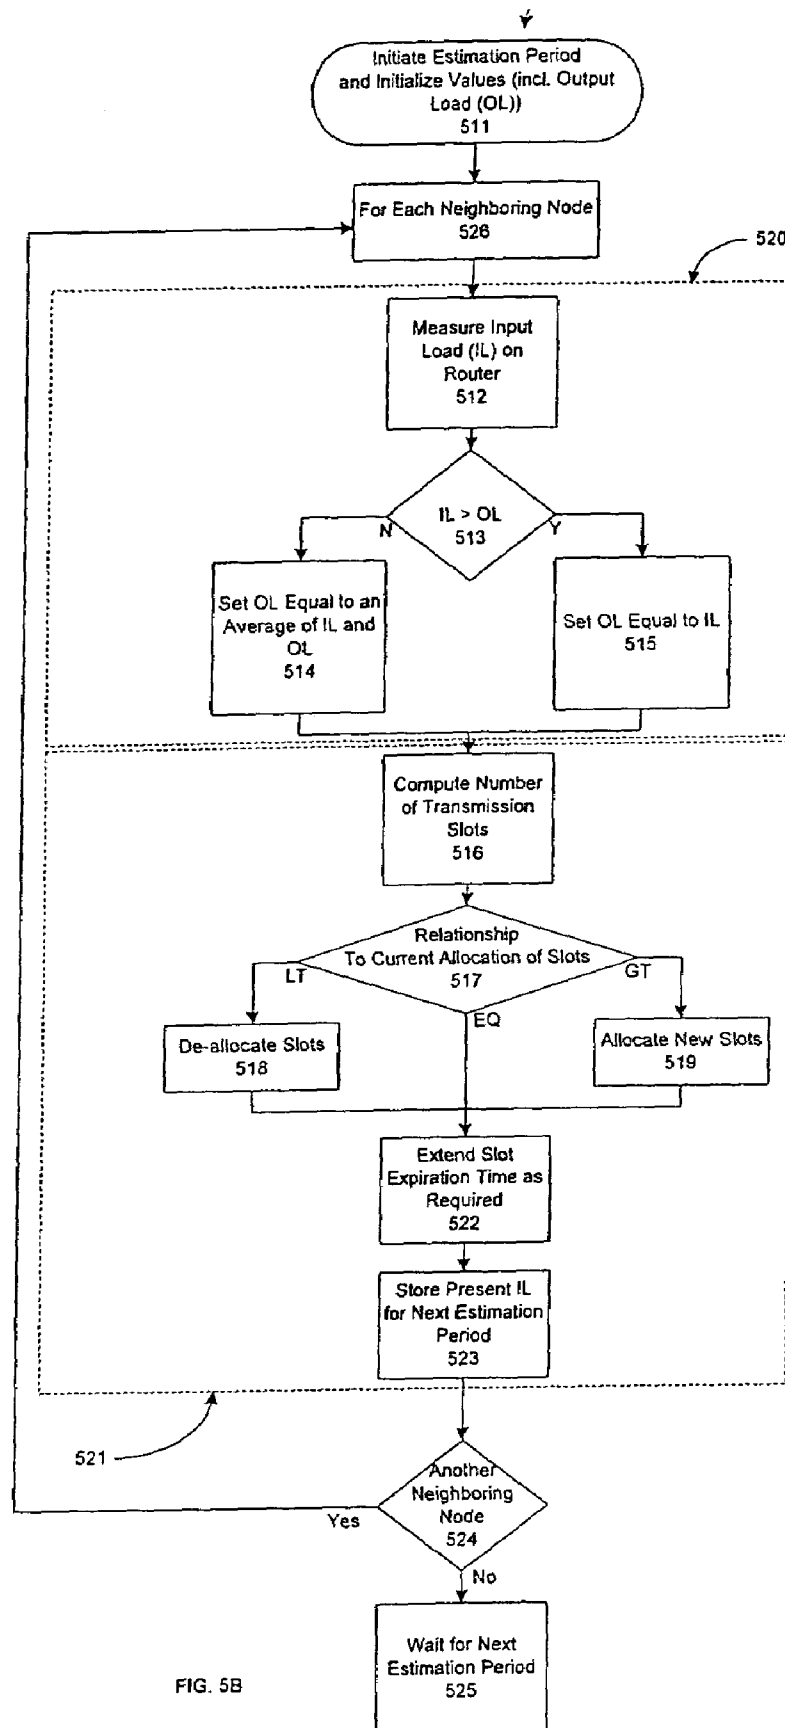 Initiate Estimation Period
and Initialize Values (incl. Output
Load (OL))
511
For Each Neighboring Node
526
520
Measure Input
Load (IL) on
Router
512
IL > OL
513
N
Y
Set OL Equal to an
Average of IL and
OL
514
Set OL Equal to IL
515
Compute Number
of Transmission
Slots
516
Relationship
To Current Allocation of Slots
517
LT
GT
EQ
De-allocate Slots
518
Allocate New Slots
519
Extend Slot
Expiration Time as
Required
522
Store Present IL
for Next Estimation
Period
523
521
Another
Neighboring
Node
524
Yes
No
Wait for Next
Estimation Period
525
FIG. 5B